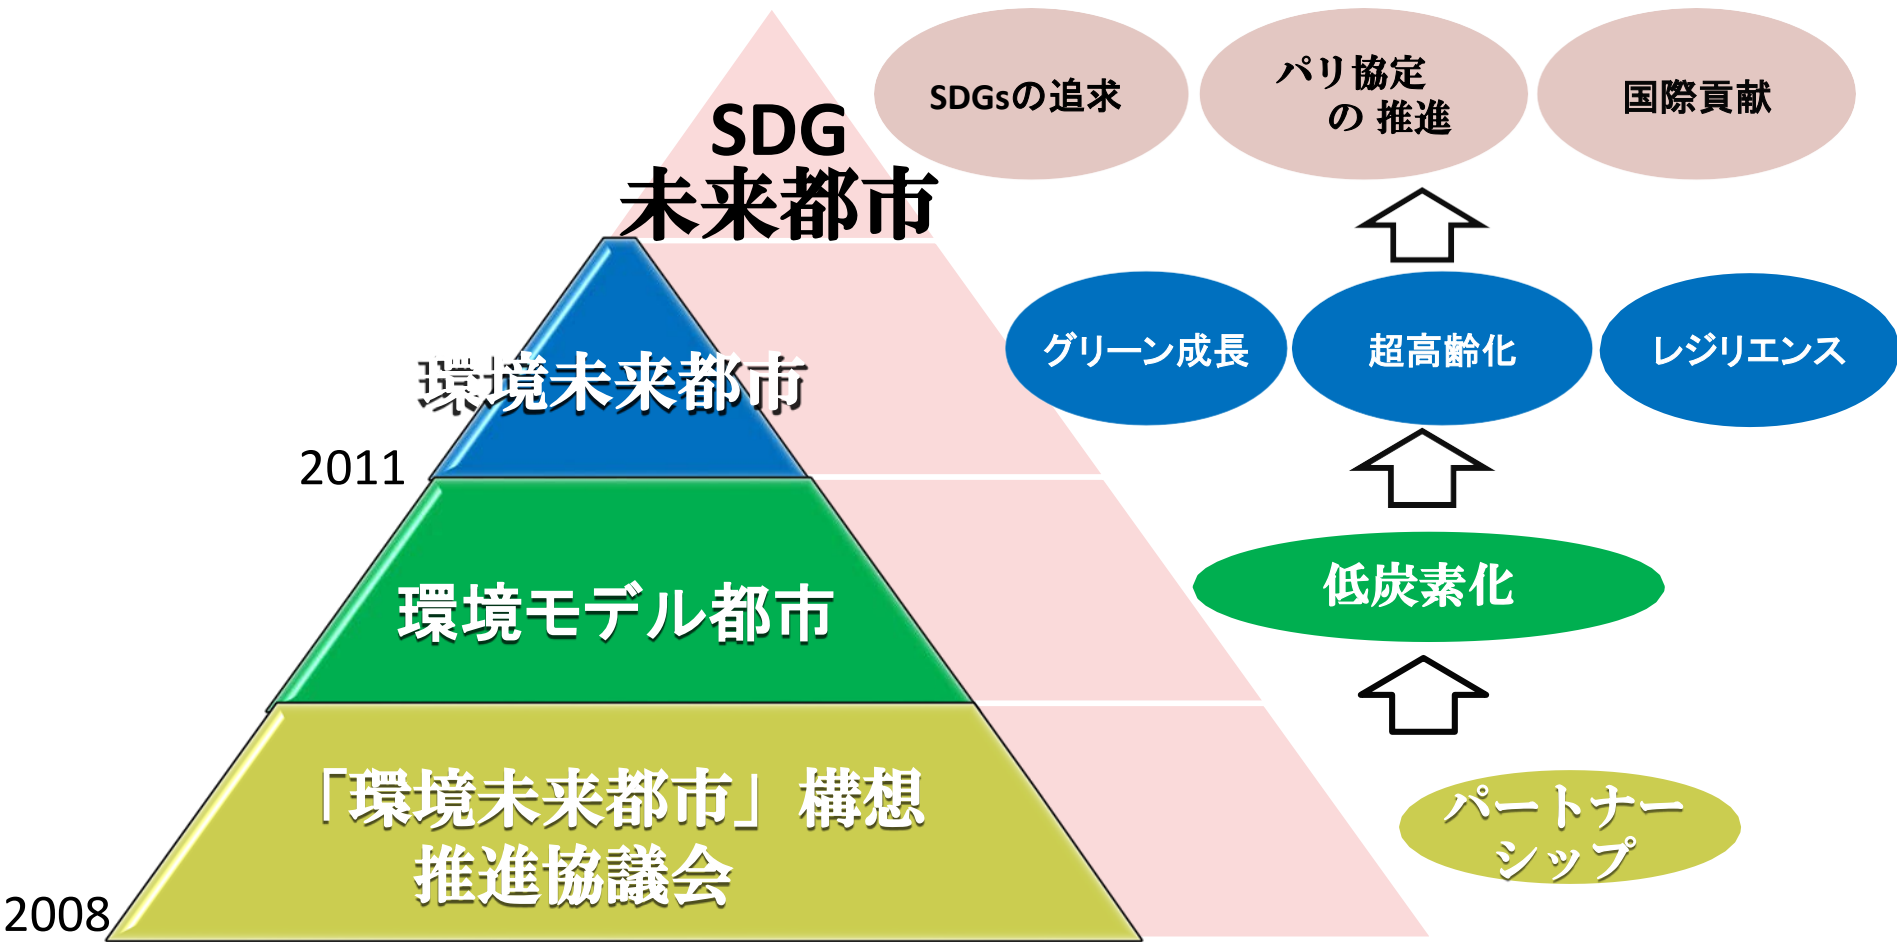 SDG
未来都市
SDGsの追求
パリ協定
の 推進
国際貢献
環境未来都市
グリーン成長
超高齢化
レジリエンス
2011
環境モデル都市
低炭素化
「環境未来都市」構想
推進協議会
パートナー
シップ
2008